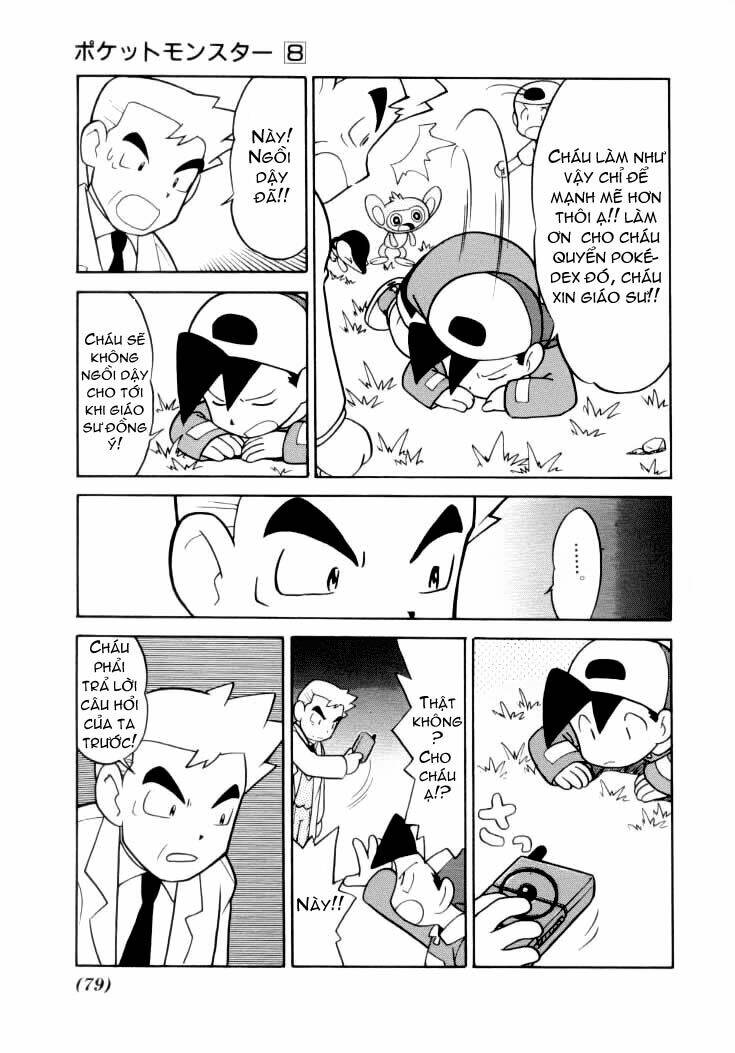 ポケットモンスター 8
CHÁU LÀM NHƯ
VẬY CHỈ ĐỂ
MẠNH MẼ HƠN
THÔI Ạ!! LÀM
ƠN CHO CHÁU
QUYỂN POKÉ-
DEX ĐÓ, CHÁU
XIN GIÁO SƯ!!
NÀY!
NGỒI
DẬY
ĐÃ!!
CHÁU SẼ
KHÔNG
NGỒI DẬY
CHO TỚI
KHI GIÁO
SƯ ĐỒNG
Ý!
……。
さっ
THẬT
KHÔNG
?
CHO
CHÁU
Ạ!?
NÀY!!
CHÁU
PHẢI
TRẢ LỜI
CÂU HỎI
CỦA TA
TRƯỚC!
(79)